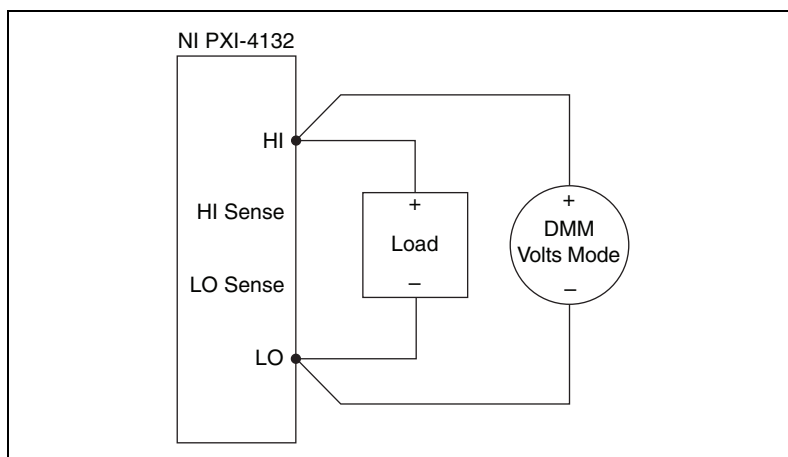 NI PXI-4132
HI
HI Sense
LO Sense
LO
+
Load
–
+
DMM
Volts Mode
–